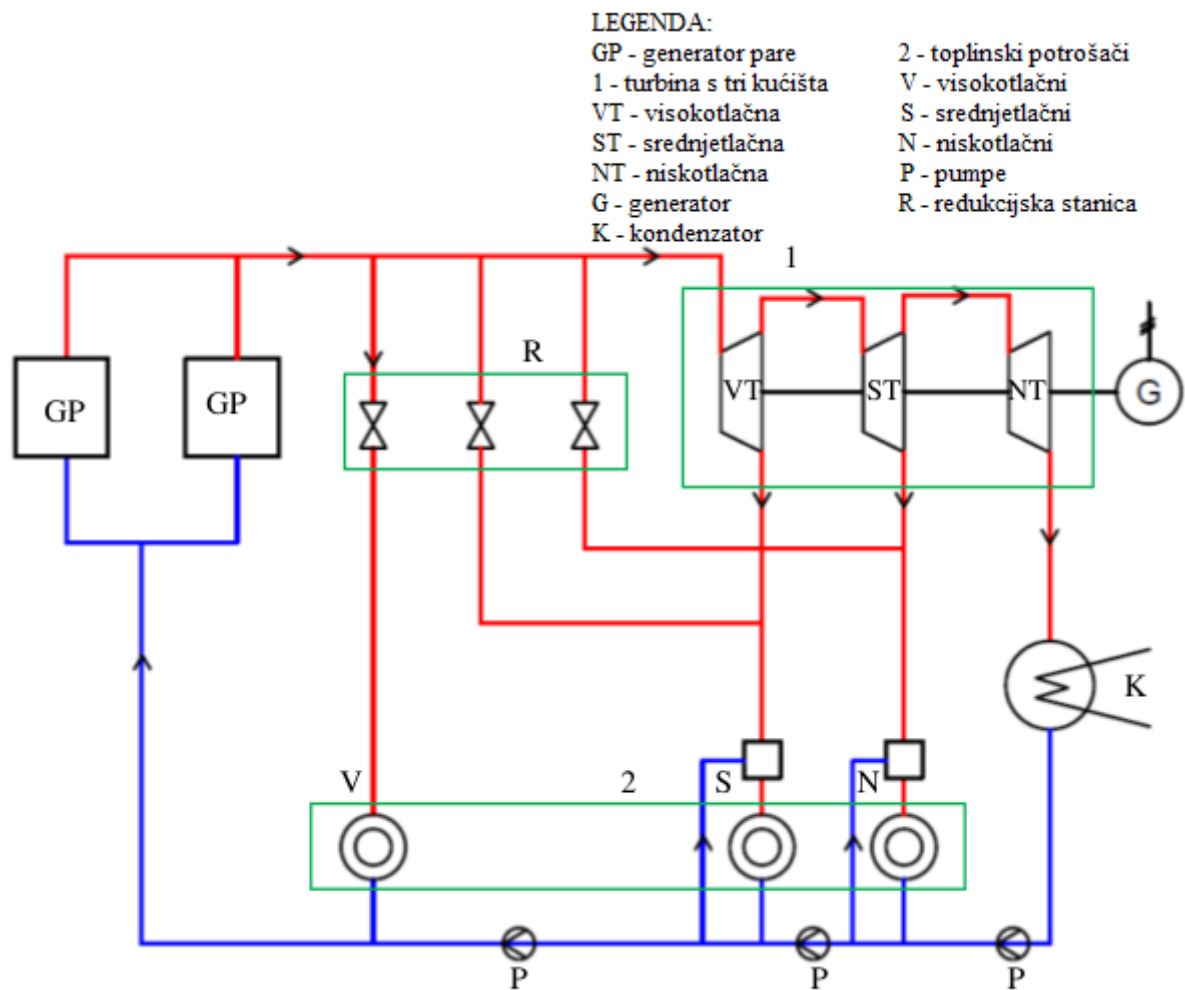 LEGENDA:
GP - generator pare
1 - turbina s tri kućišta
VT - visokotlačna
ST - srednjetlačna
NT - niskotlačna
G - generator
K - kondenzator
2 - toplinski potrošači
V - visokotlačni
S - srednjetlačni
N - niskotlačni
P - pumpe
R - redukcijska stanica
1
R
GP
GP
VT
ST
NT
G
K
V
2
S
N
P
P
P